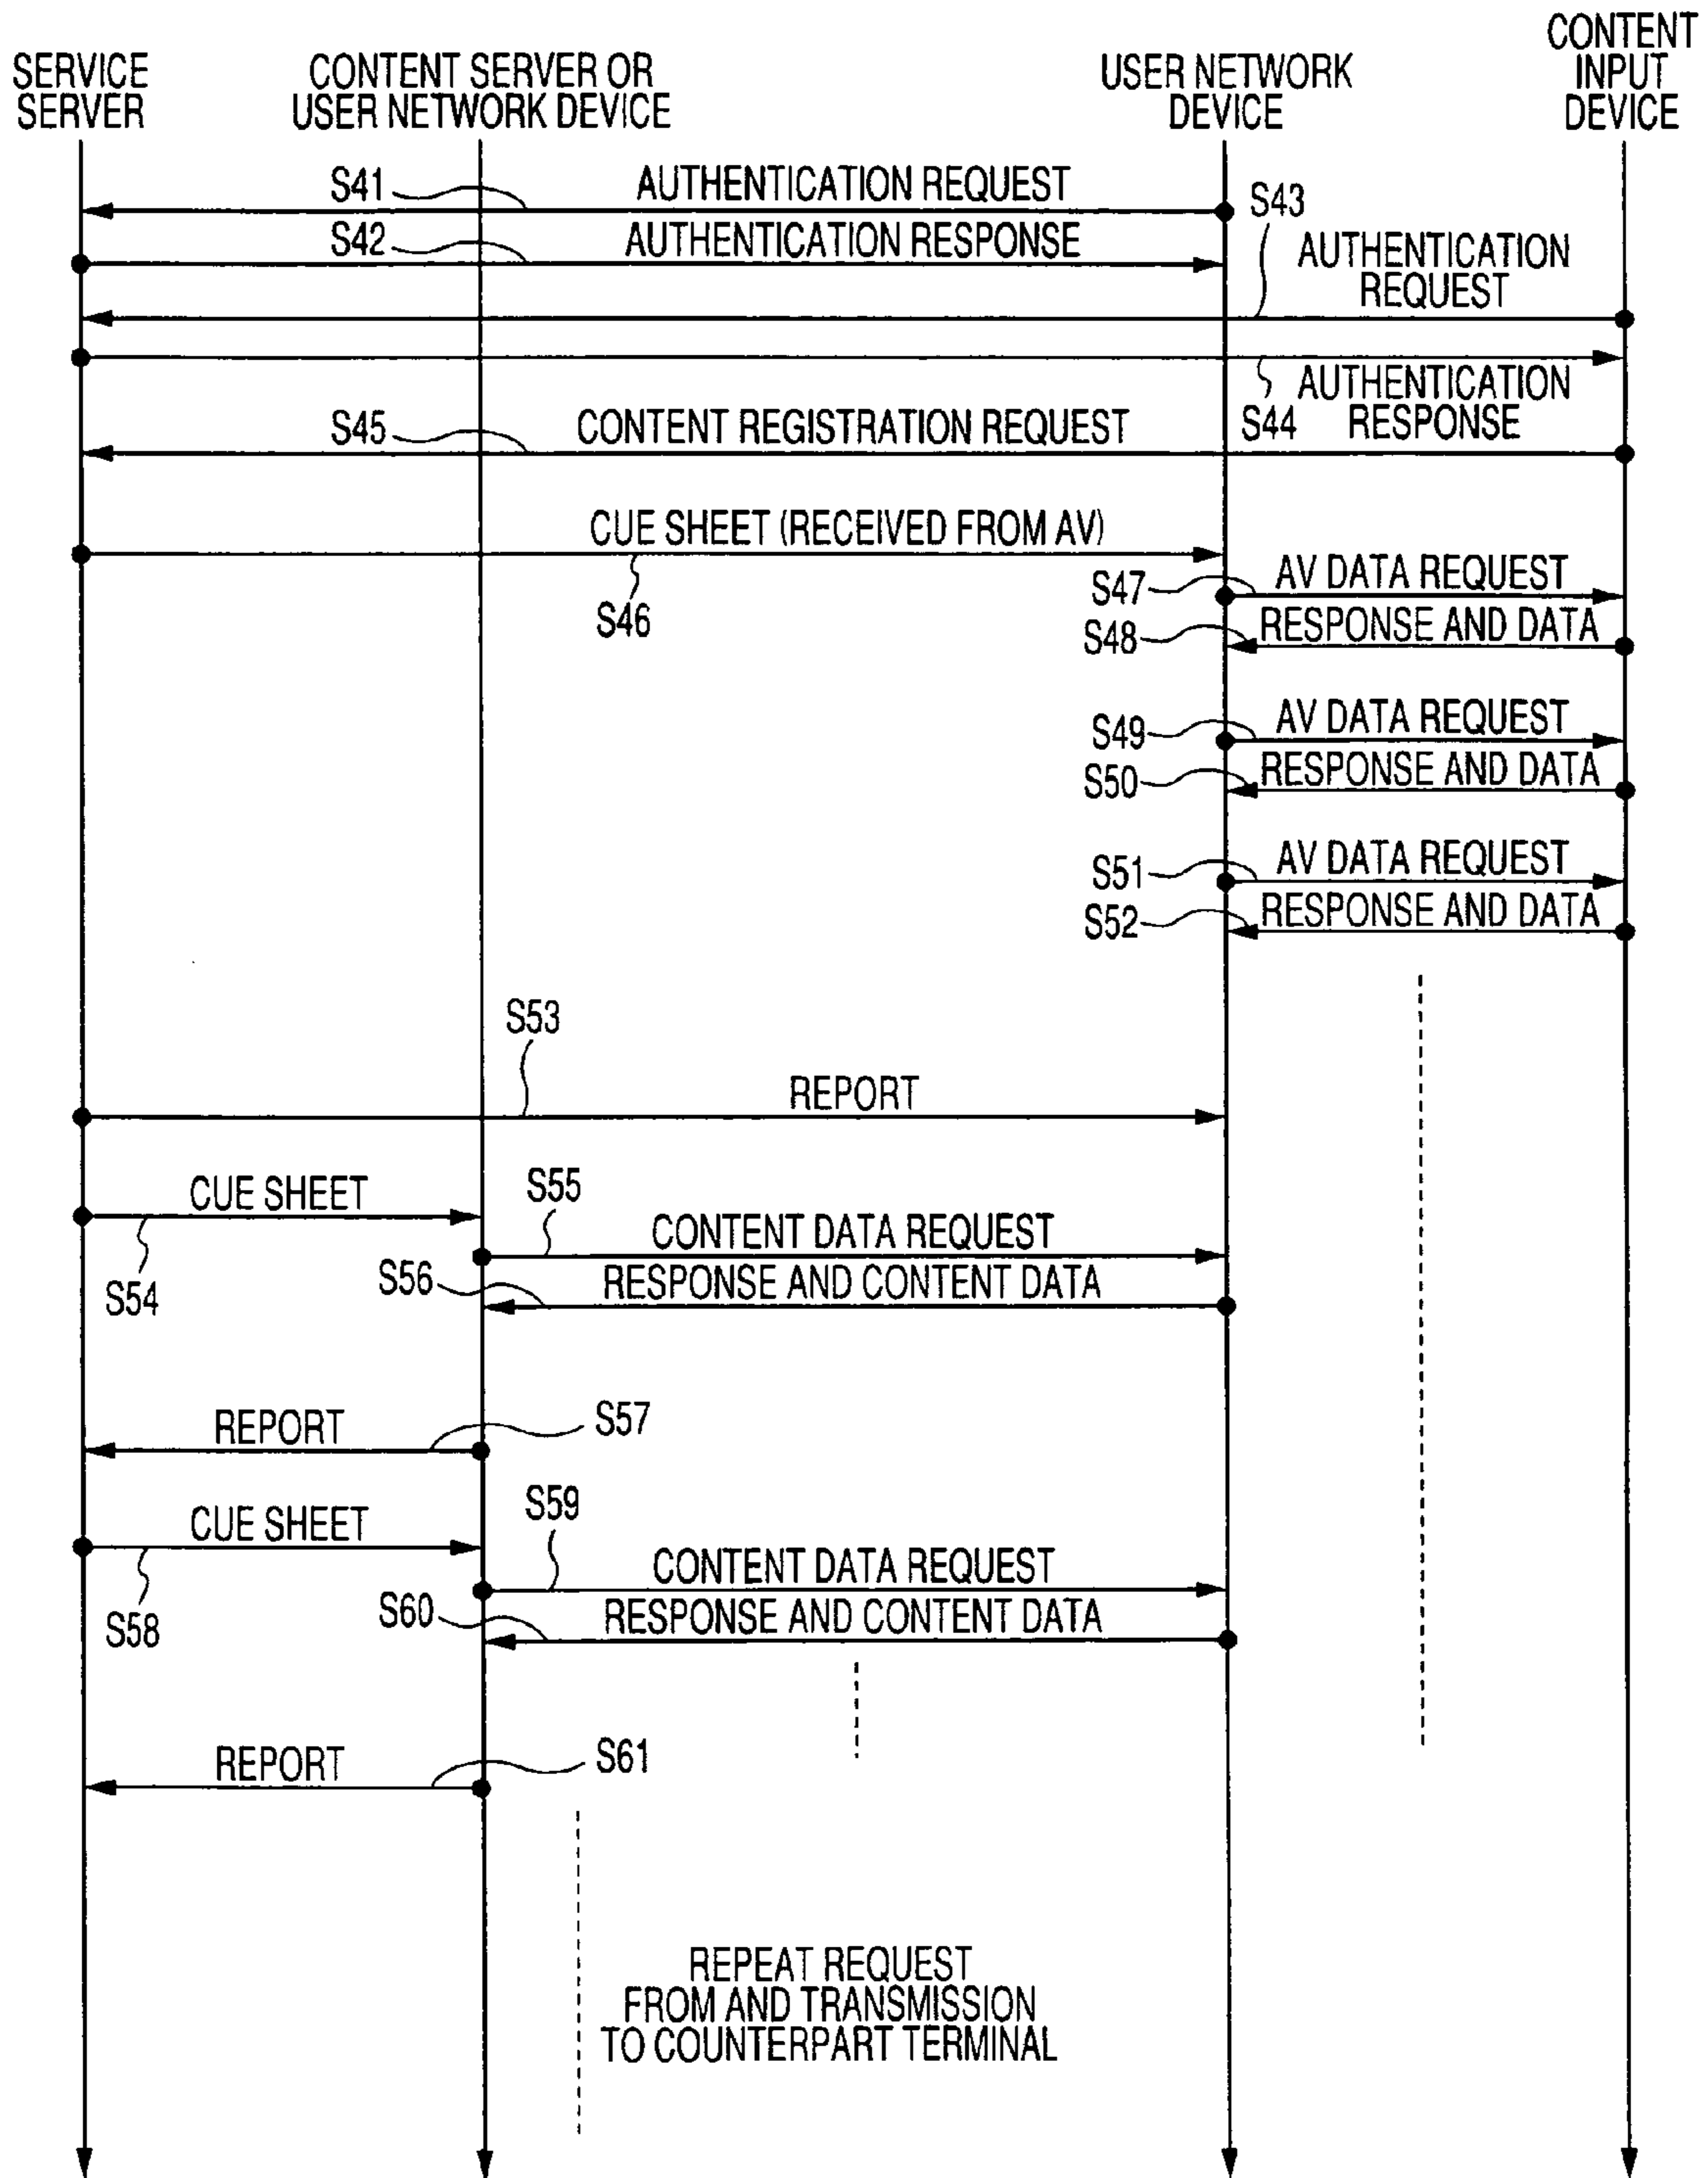 SERVICE
SERVER
CONTENT SERVER OR
USER NETWORK DEVICE
USER NETWORK
DEVICE
CONTENT
INPUT
DEVICE
S41
AUTHENTICATION REQUEST
S42
AUTHENTICATION RESPONSE
S43
AUTHENTICATION
REQUEST
S44
AUTHENTICATION
RESPONSE
S45
CONTENT REGISTRATION REQUEST
CUE SHEET (RECEIVED FROM AV)
S46
S47
AV DATA REQUEST
S48
RESPONSE AND DATA
S49
AV DATA REQUEST
S50
RESPONSE AND DATA
S51
AV DATA REQUEST
S52
RESPONSE AND DATA
S53
REPORT
CUE SHEET
S54
S55
CONTENT DATA REQUEST
S56
RESPONSE AND CONTENT DATA
REPORT
S57
CUE SHEET
S58
S59
CONTENT DATA REQUEST
S60
RESPONSE AND CONTENT DATA
REPORT
S61
REPEAT REQUEST
FROM AND TRANSMISSION
TO COUNTERPART TERMINAL